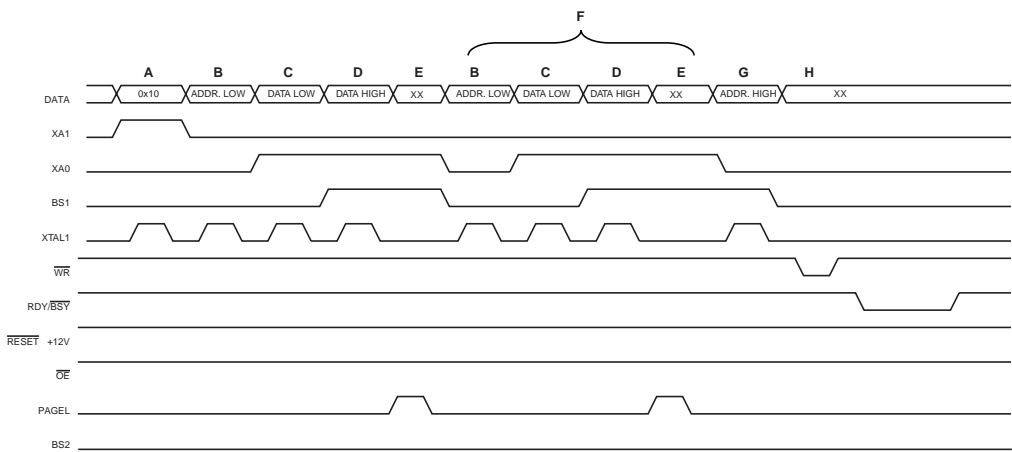 F
A B C D E B C D E G H
DATA 0x10 ADDR. LOW DATA LOW DATA HIGH XX ADDR. LOW DATA LOW DATA HIGH XX ADDR. HIGH XX
XA1
XA0
BS1
XTAL1
WR
RDY/BSY
RESET +12V
OE
PAGEL
BS2